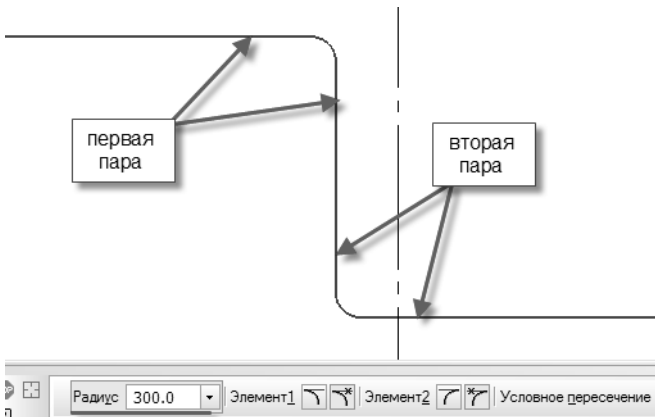 первая
пара
вторая
пара
Радиус 300.0 Элемент1 Элемент2 Условное пересечение